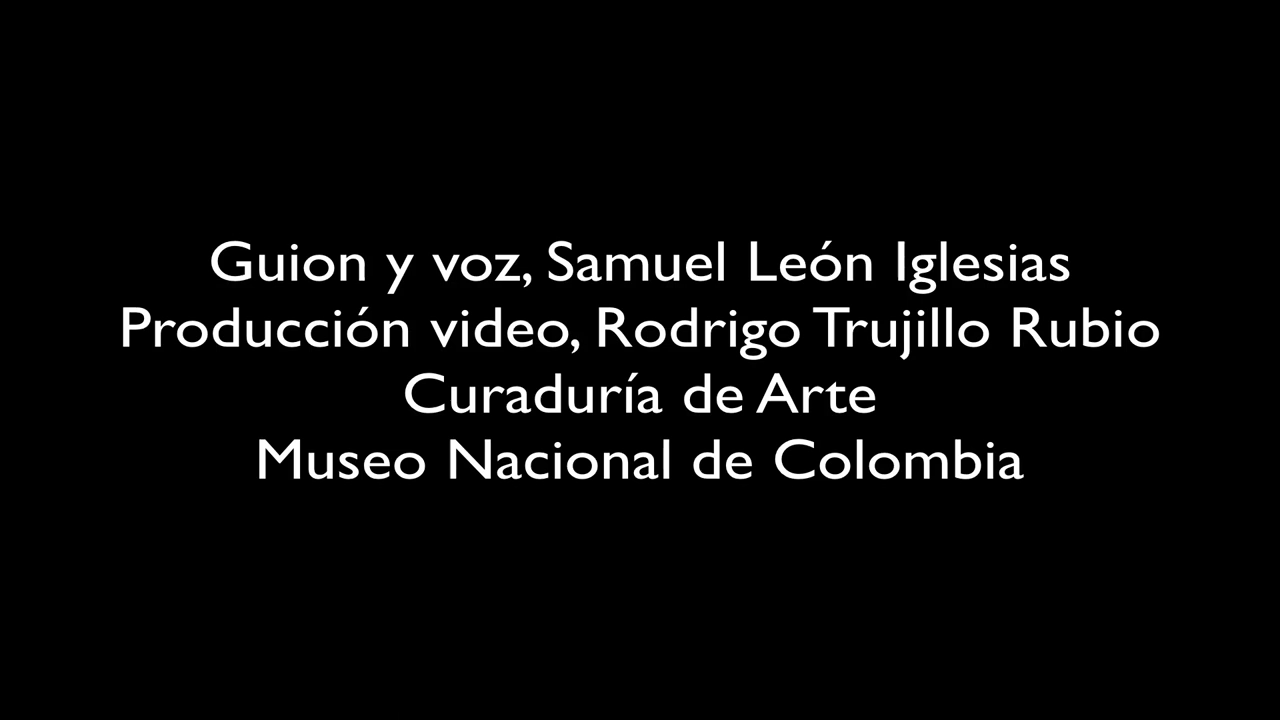 Guion y voz, Samuel León Iglesias
Producción video, Rodrigo Trujillo Rubio
Curaduría de Arte
Museo Nacional de Colombia